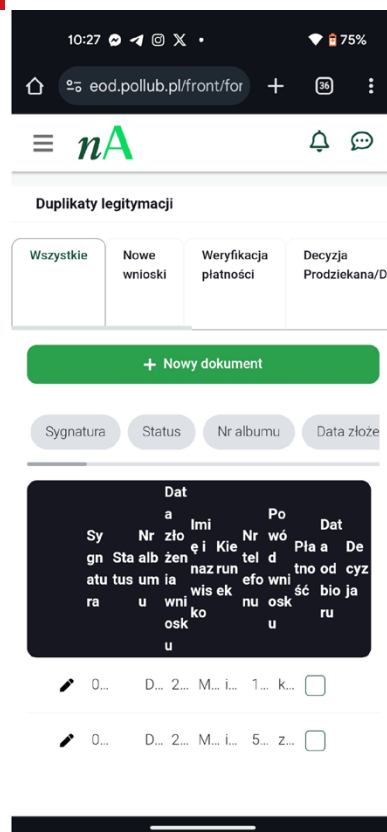 10:27
75%
eod.pollub.pl/front/for
36
nA
Duplikaty legitymacji
Wszystkie
Nowe
wnioski
Weryfikacja
płatności
Decyzja
Prodziekana/D
+ Nowy dokument
Sygnatura
Status
Nr albumu
Data złoże
Sy
gn
atu
ra
Sta
tus
Nr
alb
um
u
Dat
a
zło
żen
ia
wni
osk
u
Imi
ę i
naz
wis
ko
Kie
run
ek
Nr
tel
efo
nu
Po
wó
d
wni
osk
u
Pła
tno
ść
Dat
a
od
bio
ru
De
cyz
ja
0... D... 2... M... i... 1... k...
0... D... 2... M... i... 5... z...